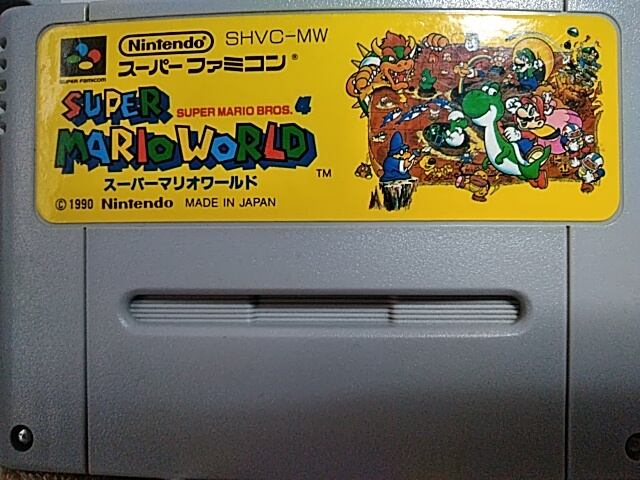 Nintendo SHVC-MW
SUPER FAMICOM スーパーファミコン®
SUPER SUPER MARIO BROS. 4
MARIO WORLD TM
スーパーマリオワールド
© 1990 Nintendo MADE IN JAPAN